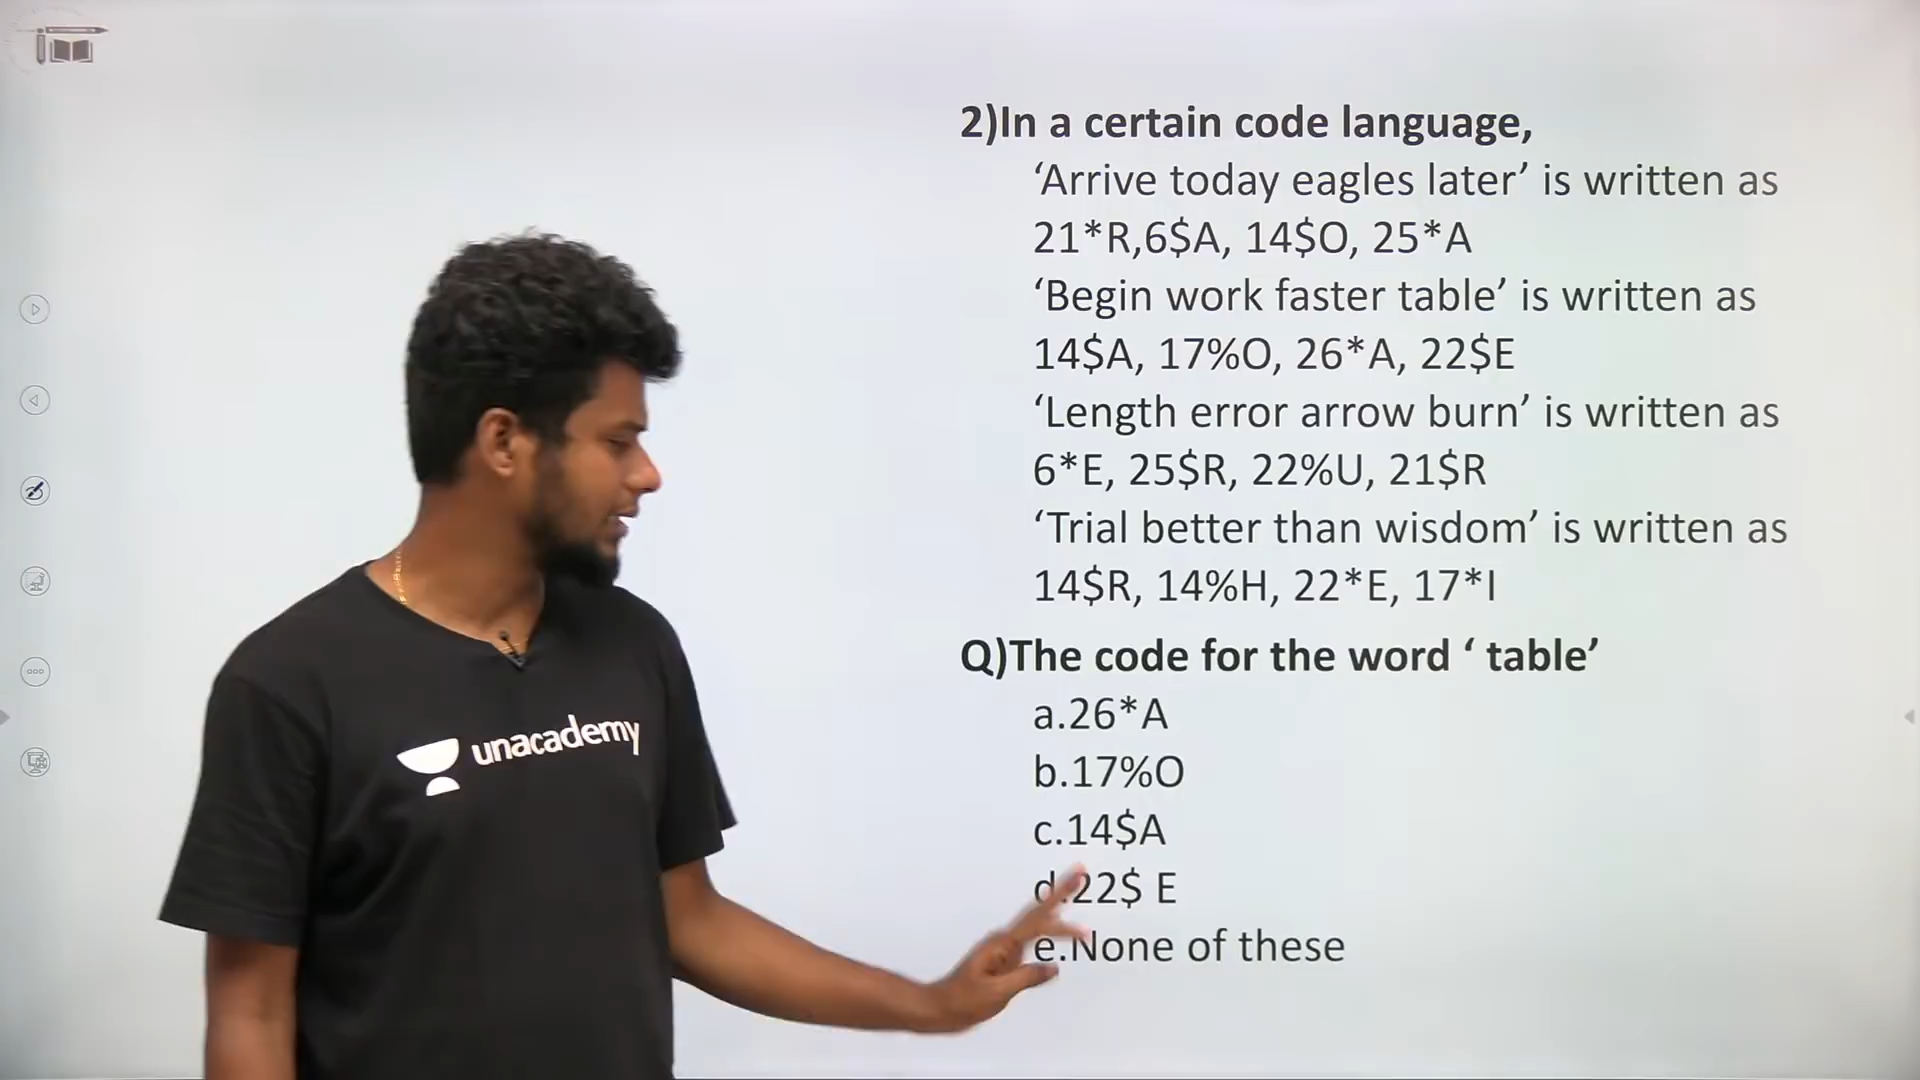 2)In a certain code language,
‘Arrive today eagles later’ is written as
21*R,6$A, 14$O, 25*A
‘Begin work faster table’ is written as
14$A, 17%O, 26*A, 22$E
‘Length error arrow burn’ is written as
6*E, 25$R, 22%U, 21$R
‘Trial better than wisdom’ is written as
14$R, 14%H, 22*E, 17*I
Q)The code for the word ‘ table’
a.26*A
b.17%O
c.14$A
d.22$ E
e.None of these
unacademy